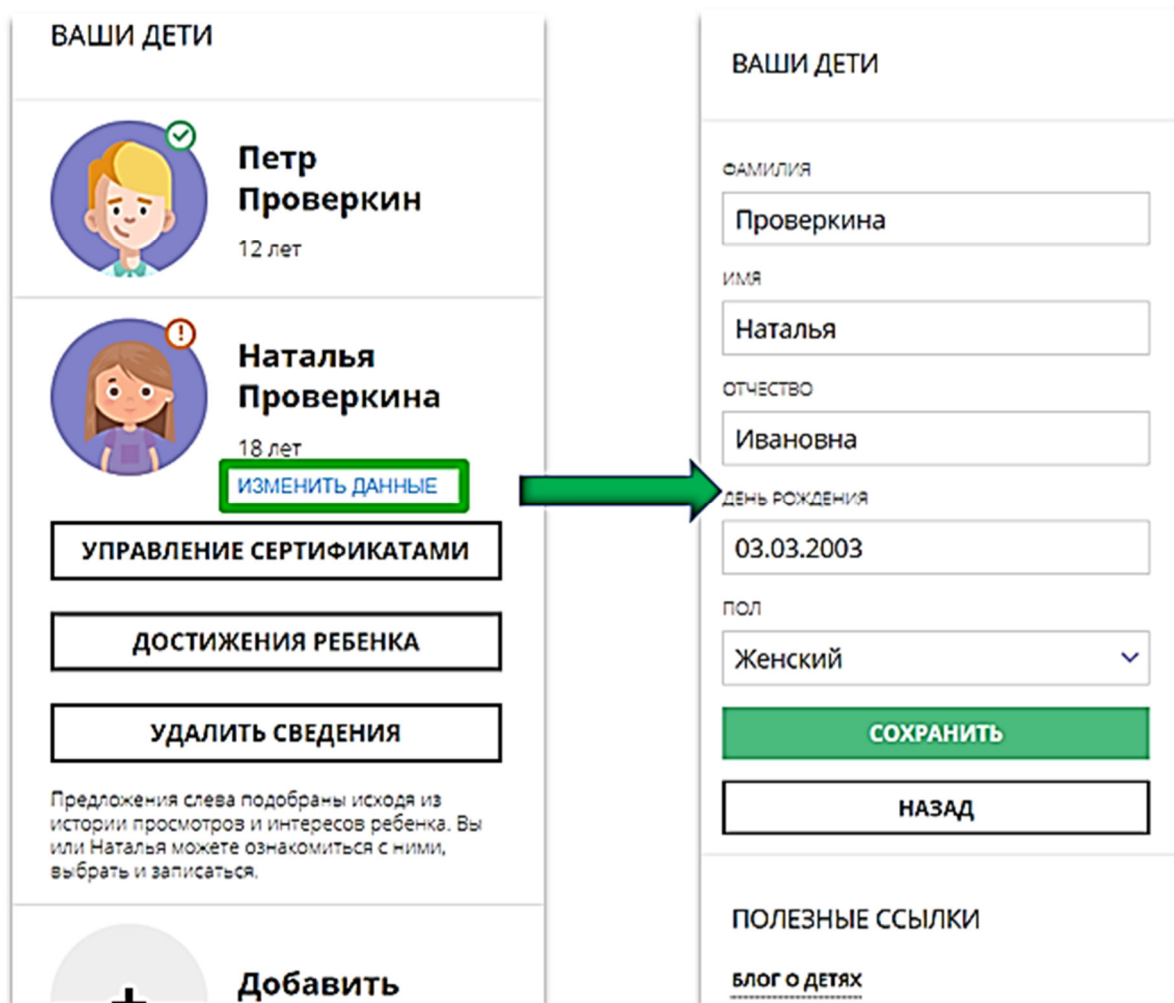 ВАШИ ДЕТИ
Петр
Проверкин
12 лет
Наталья
Проверкина
18 лет
ИЗМЕНИТЬ ДАННЫЕ
УПРАВЛЕНИЕ СЕРТИФИКАТАМИ
ДОСТИЖЕНИЯ РЕБЕНКА
УДАЛИТЬ СВЕДЕНИЯ
Предложения слева подобраны исходя из
истории просмотров и интересов ребенка. Вы
или Наталья можете ознакомиться с ними,
выбрать и записаться.
+
Добавить
ВАШИ ДЕТИ
ФАМИЛИЯ
Проверкина
ИМЯ
Наталья
ОТЧЕСТВО
Ивановна
ДЕНЬ РОЖДЕНИЯ
03.03.2003
ПОЛ
Женский
СОХРАНИТЬ
НАЗАД
ПОЛЕЗНЫЕ ССЫЛКИ
БЛОГ О ДЕТЯХ